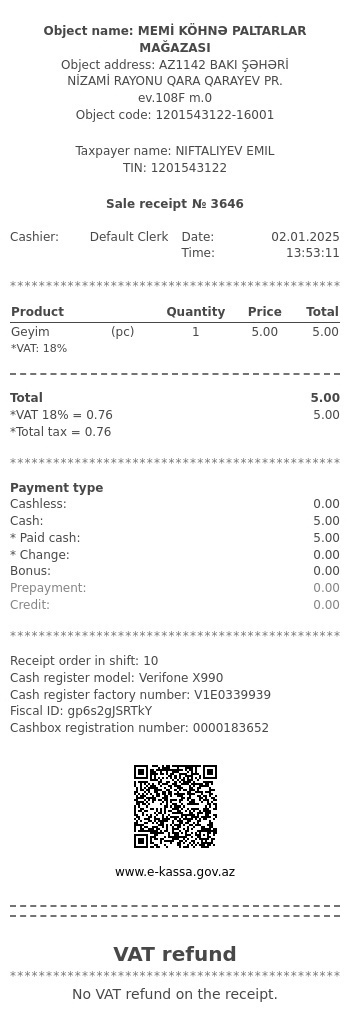 Object name: MEMİ KÖHNƏ PALTARLAR
MAĞAZASI
Object address: AZ1142 BAKI ŞƏHƏRİ
NİZAMİ RAYONU QARA QARAYEV PR.
ev.108F m.0
Object code: 1201543122-16001
Taxpayer name: NIFTALIYEV EMIL
TIN: 1201543122
Sale receipt № 3646
Cashier: Default Clerk Date: 02.01.2025
Time: 13:53:11
************************************************
Product Quantity Price Total
Geyim (pc) 1 5.00 5.00
*VAT: 18%
Total 5.00
*VAT 18% = 0.76 5.00
*Total tax = 0.76
************************************************
Payment type
Cashless: 0.00
Cash: 5.00
* Paid cash: 5.00
* Change: 0.00
Bonus: 0.00
Prepayment: 0.00
Credit: 0.00
************************************************
Receipt order in shift: 10
Cash register model: Verifone X990
Cash register factory number: V1E0339939
Fiscal ID: gp6s2gJSRTkY
Cashbox registration number: 0000183652
www.e-kassa.gov.az
VAT refund
************************************************
No VAT refund on the receipt.